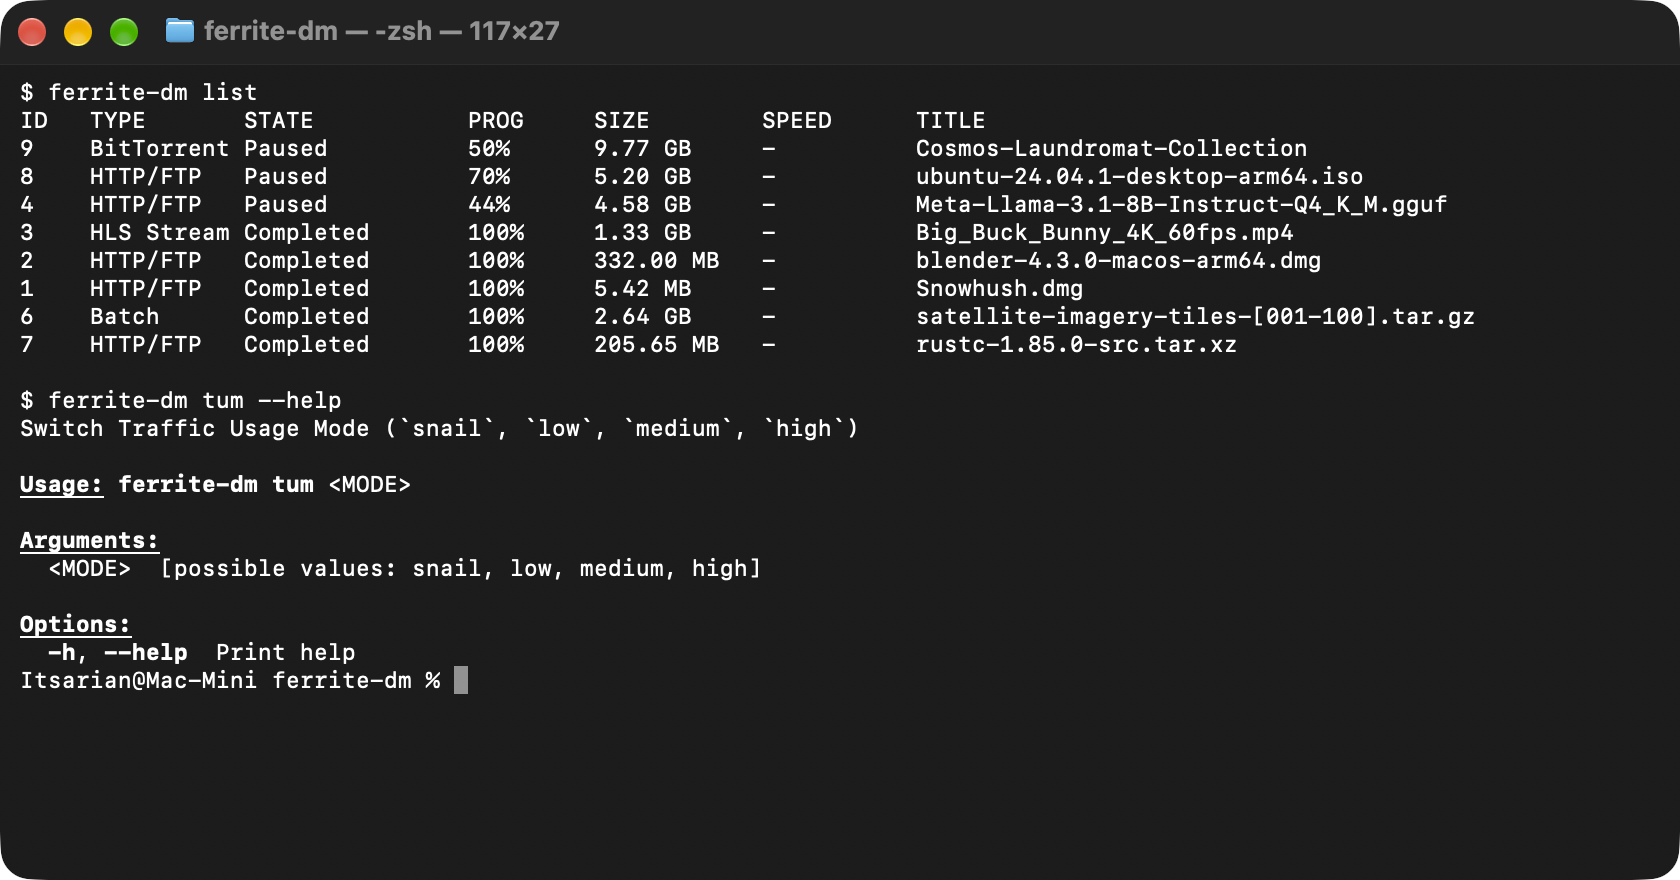 ferrite-dm — -zsh — 117×27
$ ferrite-dm list
ID   TYPE       STATE           PROG     SIZE        SPEED      TITLE
9    BitTorrent Paused          50%      9.77 GB     –          Cosmos-Laundromat-Collection
8    HTTP/FTP   Paused          70%      5.20 GB     –          ubuntu-24.04.1-desktop-arm64.iso
4    HTTP/FTP   Paused          44%      4.58 GB     –          Meta-Llama-3.1-8B-Instruct-Q4_K_M.gguf
3    HLS Stream Completed       100%     1.33 GB     –          Big_Buck_Bunny_4K_60fps.mp4
2    HTTP/FTP   Completed       100%     332.00 MB   –          blender-4.3.0-macos-arm64.dmg
1    HTTP/FTP   Completed       100%     5.42 MB     –          Snowhush.dmg
6    Batch      Completed       100%     2.64 GB     –          satellite-imagery-tiles-[001-100].tar.gz
7    HTTP/FTP   Completed       100%     205.65 MB   –          rustc-1.85.0-src.tar.xz
$ ferrite-dm tum --help
Switch Traffic Usage Mode (`snail`, `low`, `medium`, `high`)
Usage: ferrite-dm tum <MODE>
Arguments:
  <MODE>  [possible values: snail, low, medium, high]
Options:
  -h, --help  Print help
Itsarian@Mac-Mini ferrite-dm %